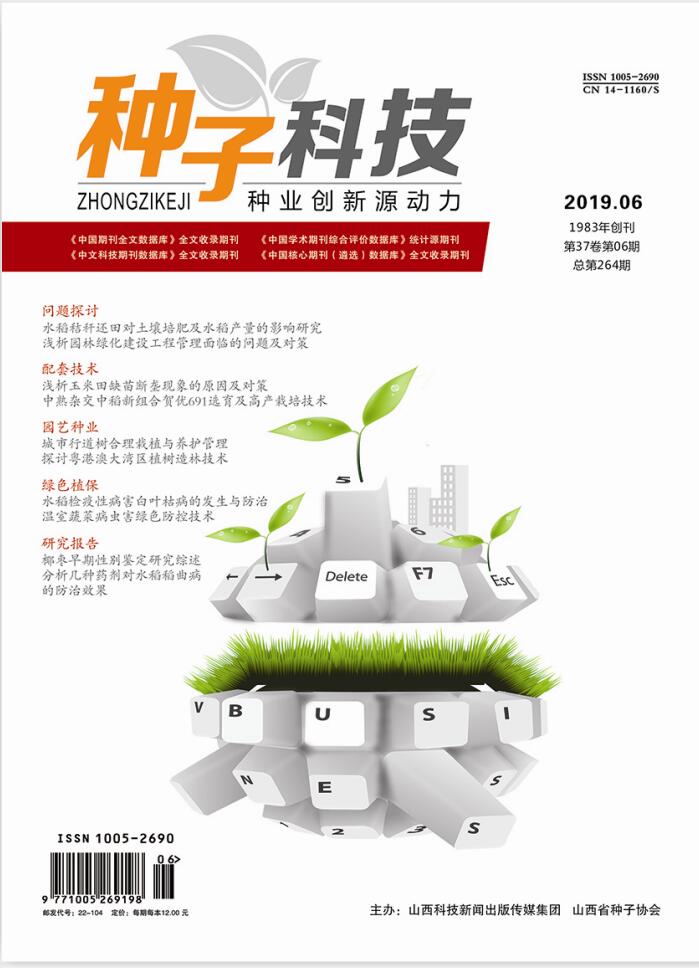 ISSN 1005-2690
CN 14-1160/S
种子科技
ZHONGZIKEJI 种业创新源动力
2019.06
1983年创刊
第37卷第06期
总第264期
《中国期刊全文数据库》全文收录期刊 《中国学术期刊综合评价数据库》统计源期刊
《中文科技期刊数据库》全文收录期刊 《中国核心期刊(遴选)数据库》全文收录期刊
问题探讨
水稻秸秆还田对土壤培肥及水稻产量的影响研究
浅析园林绿化建设工程管理面临的问题及对策
配套技术
浅析玉米田缺苗断垄现象的原因及对策
中熟杂交中稻新组合贺优691选育及高产栽培技术
园艺种业
城市行道树合理栽植与养护管理
探讨粤港澳大湾区植树造林技术
绿色植保
水稻检疫性病害白叶枯病的发生与防治
温室蔬菜病虫害绿色防控技术
研究报告
椰枣早期性别鉴定研究综述
分析几种药剂对水稻稻曲病
的防治效果
5
A 6
← → Delete F7 Esc
V B U S I
N E S
1 2 3 S
ISSN 1005-2690
06>
9 771005 269198
邮发代号:22-104 定价:每期每本12.00 元
主办:山西科技新闻出版传媒集团 山西省种子协会